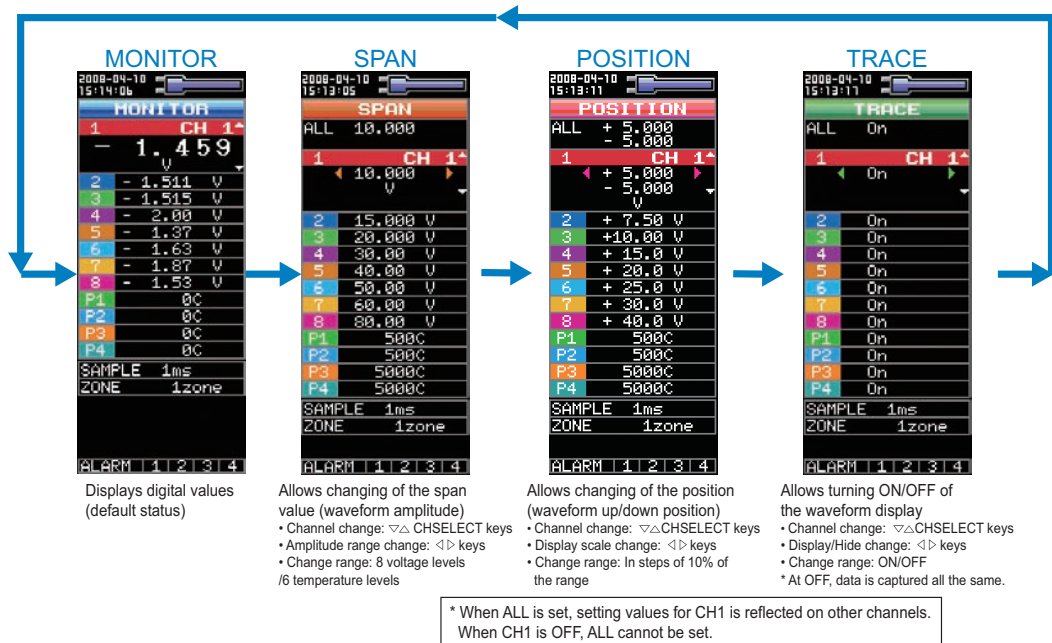 MONITOR
2008-04-10
15:14:06
MONITOR
1 CH 1
- 1.459
V
2 - 1.511 V
3 - 1.515 V
4 - 2.00 V
5 - 1.37 V
6 - 1.63 V
7 - 1.87 V
8 - 1.53 V
P1 0C
P2 0C
P3 0C
P4 0C
SAMPLE 1ms
ZONE 1zone
ALARM 1 2 3 4
Displays digital values
(default status)
SPAN
2008-04-10
15:13:05
SPAN
ALL 10.000
1 CH 1
10.000
V
2 15.000 V
3 20.000 V
4 30.00 V
5 40.00 V
6 50.00 V
7 60.00 V
8 80.00 V
P1 500C
P2 500C
P3 5000C
P4 5000C
SAMPLE 1ms
ZONE 1zone
ALARM 1 2 3 4
Allows changing of the span
value (waveform amplitude)
• Channel change: ▽△ CHSELECT keys
• Amplitude range change: ◁ ▷ keys
• Change range: 8 voltage levels
/6 temperature levels
POSITION
2008-04-10
15:13:11
POSITION
ALL + 5.000
- 5.000
1 CH 1
+ 5.000
- 5.000
V
2 + 7.50 V
3 +10.00 V
4 + 15.0 V
5 + 20.0 V
6 + 25.0 V
7 + 30.0 V
8 + 40.0 V
P1 500C
P2 500C
P3 5000C
P4 5000C
SAMPLE 1ms
ZONE 1zone
ALARM 1 2 3 4
Allows changing of the position
(waveform up/down position)
• Channel change: ▽△CHSELECT keys
• Display scale change: ◁ ▷ keys
• Change range: In steps of 10% of
the range
TRACE
2008-04-10
15:13:17
TRACE
ALL On
1 CH 1
On
2 On
3 On
4 On
5 On
6 On
7 On
8 On
P1 On
P2 On
P3 On
P4 On
SAMPLE 1ms
ZONE 1zone
ALARM 1 2 3 4
Allows turning ON/OFF of
the waveform display
• Channel change: ▽△CHSELECT keys
• Display/Hide change: ◁ ▷ keys
• Change range: ON/OFF
* At OFF, data is captured all the same.
* When ALL is set, setting values for CH1 is reflected on other channels.
When CH1 is OFF, ALL cannot be set.